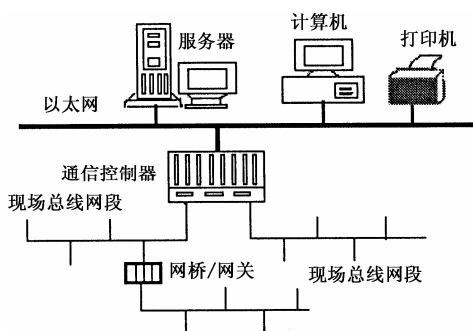 服务器
计算机
打印机
以太网
通信控制器
现场总线网段
网桥/网关
现场总线网段